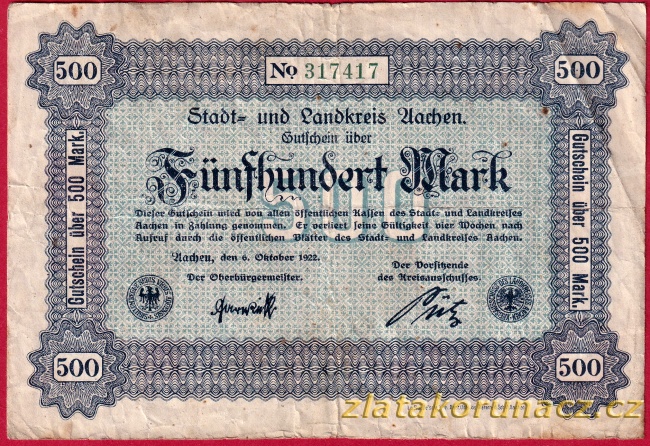 500
No 317417
500
Stadt- und Landkreis Aachen.
Gutschein über
Fünfhundert Mark
500
Dieser Gutschein wird von allen öffentlichen Kassen des Stadt- und Landkreises
Aachen in Zahlung genommen. Er verliert seine Gültigkeit vier Wochen nach
Aufruf durch die öffentlichen Blätter des Stadt- und Landkreises Aachen.
Aachen, den 6. Oktober 1922.
Der Oberbürgermeister.
Der Vorsitzende
des Kreisausschusses.
Gutschein über 500 Mark.
Gutschein über 500 Mark.
500
500
zlatakorunacz.cz